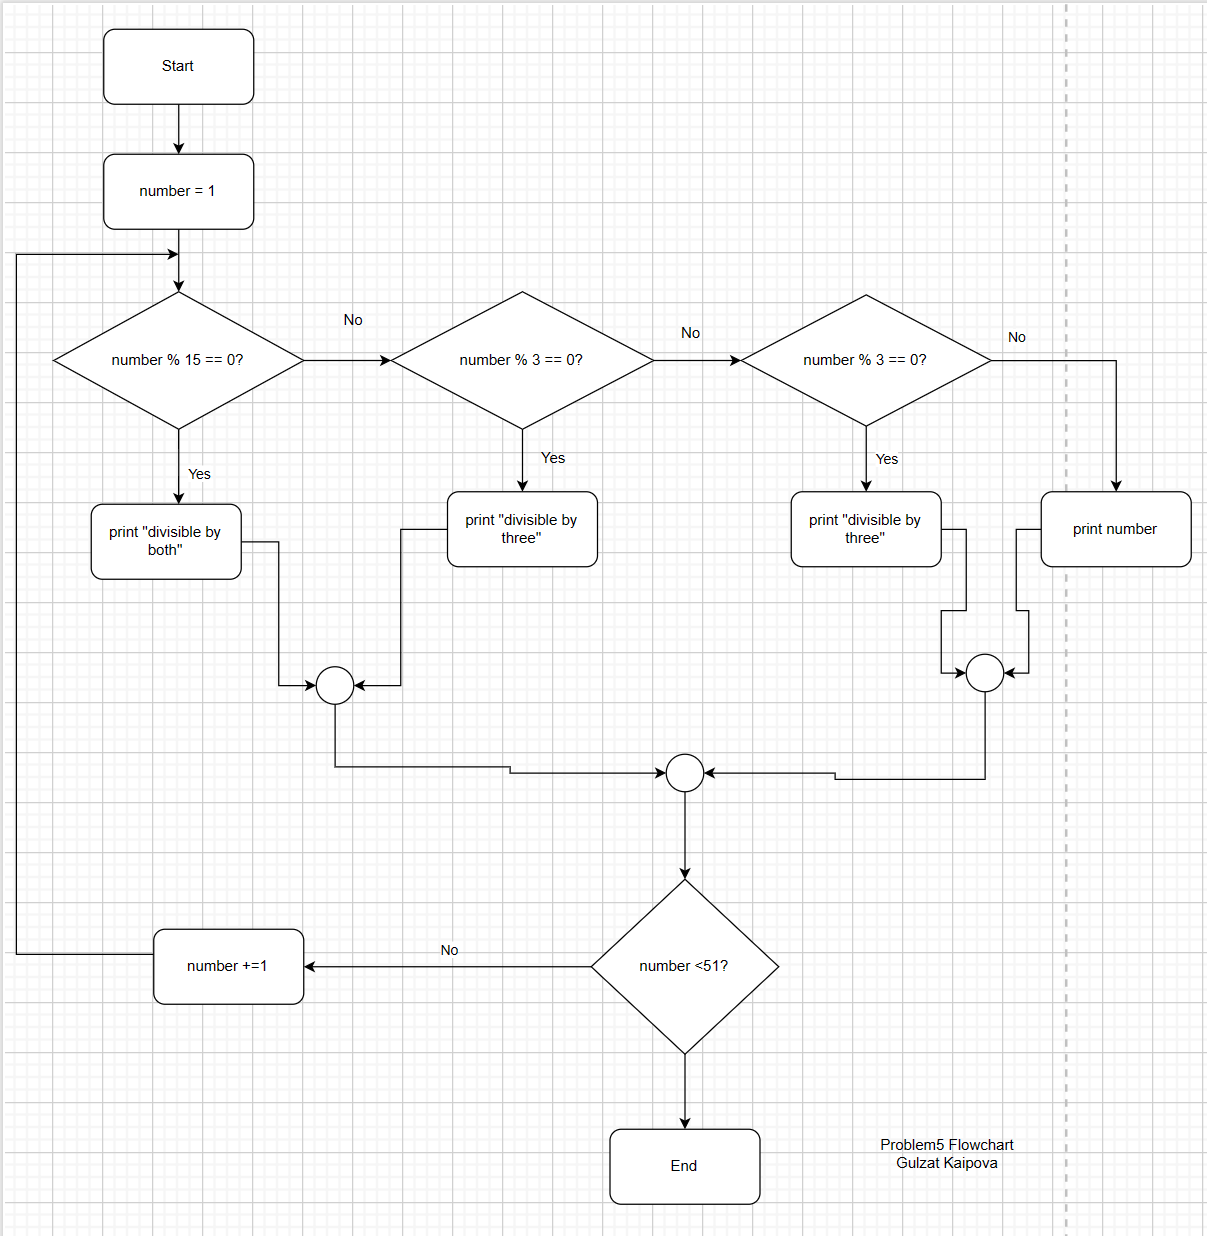 Start
number = 1
No
number % 15 == 0?
number % 3 == 0?
No
number % 3 == 0?
No
Yes
Yes
Yes
print "divisible by
both"
print "divisible by
three"
print "divisible by
three"
print number
number <51?
No
number +=1
End
Problem5 Flowchart
Gulzat Kaipova